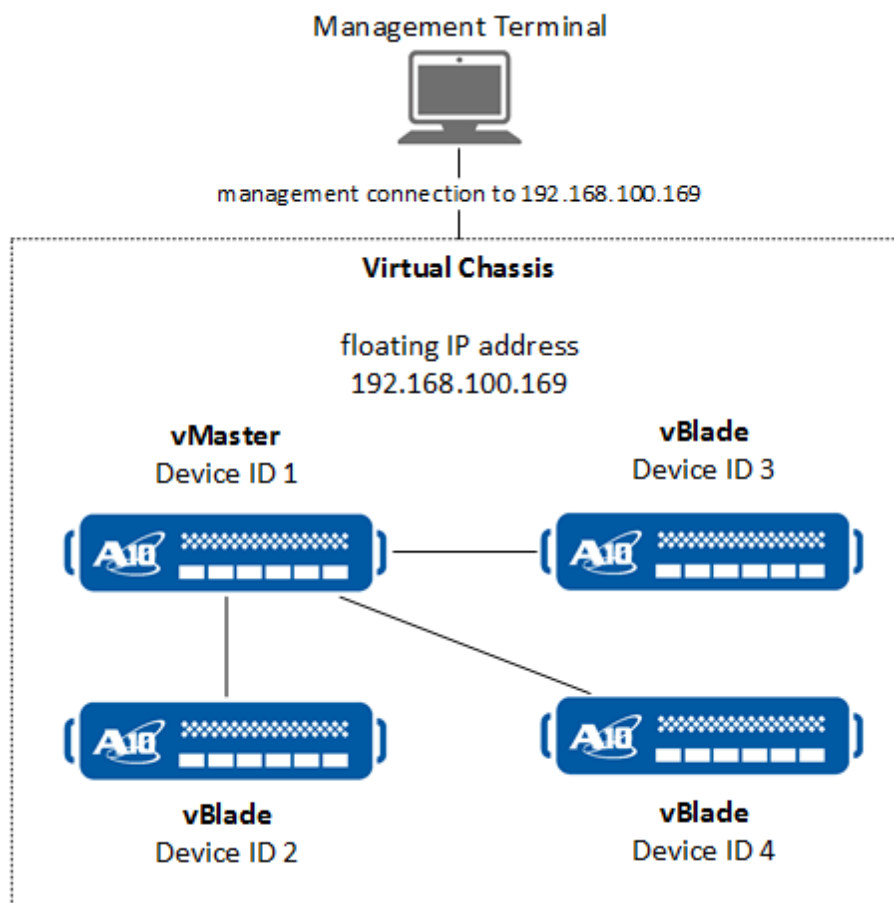 Management Terminal
management connection to 192.168.100.169
Virtual Chassis
floating IP address
192.168.100.169
vMaster
Device ID 1
vBlade
Device ID 3
A10
A10
A10
A10
vBlade
Device ID 2
vBlade
Device ID 4